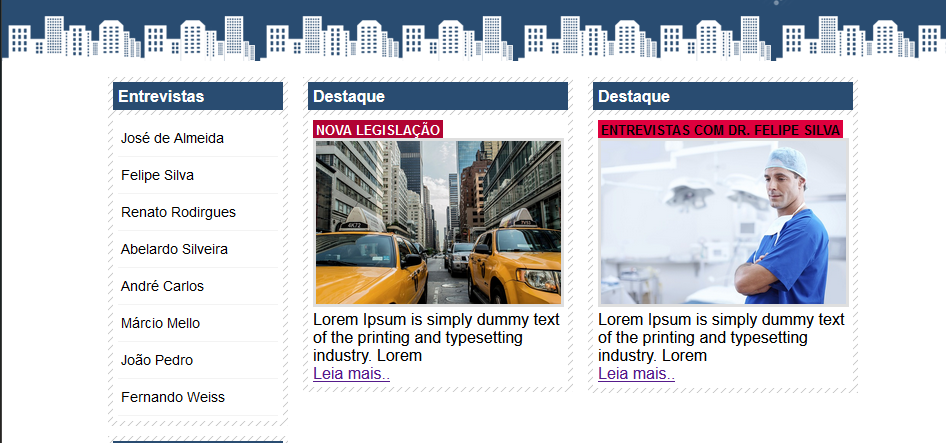 Entrevistas
José de Almeida
Felipe Silva
Renato Rodirgues
Abelardo Silveira
André Carlos
Márcio Mello
João Pedro
Fernando Weiss
Destaque
NOVA LEGISLAÇÃO
Lorem Ipsum is simply dummy text
of the printing and typesetting
industry. Lorem
Leia mais..
Destaque
ENTREVISTAS COM DR. FELIPE SILVA
Lorem Ipsum is simply dummy text
of the printing and typesetting
industry. Lorem
Leia mais..